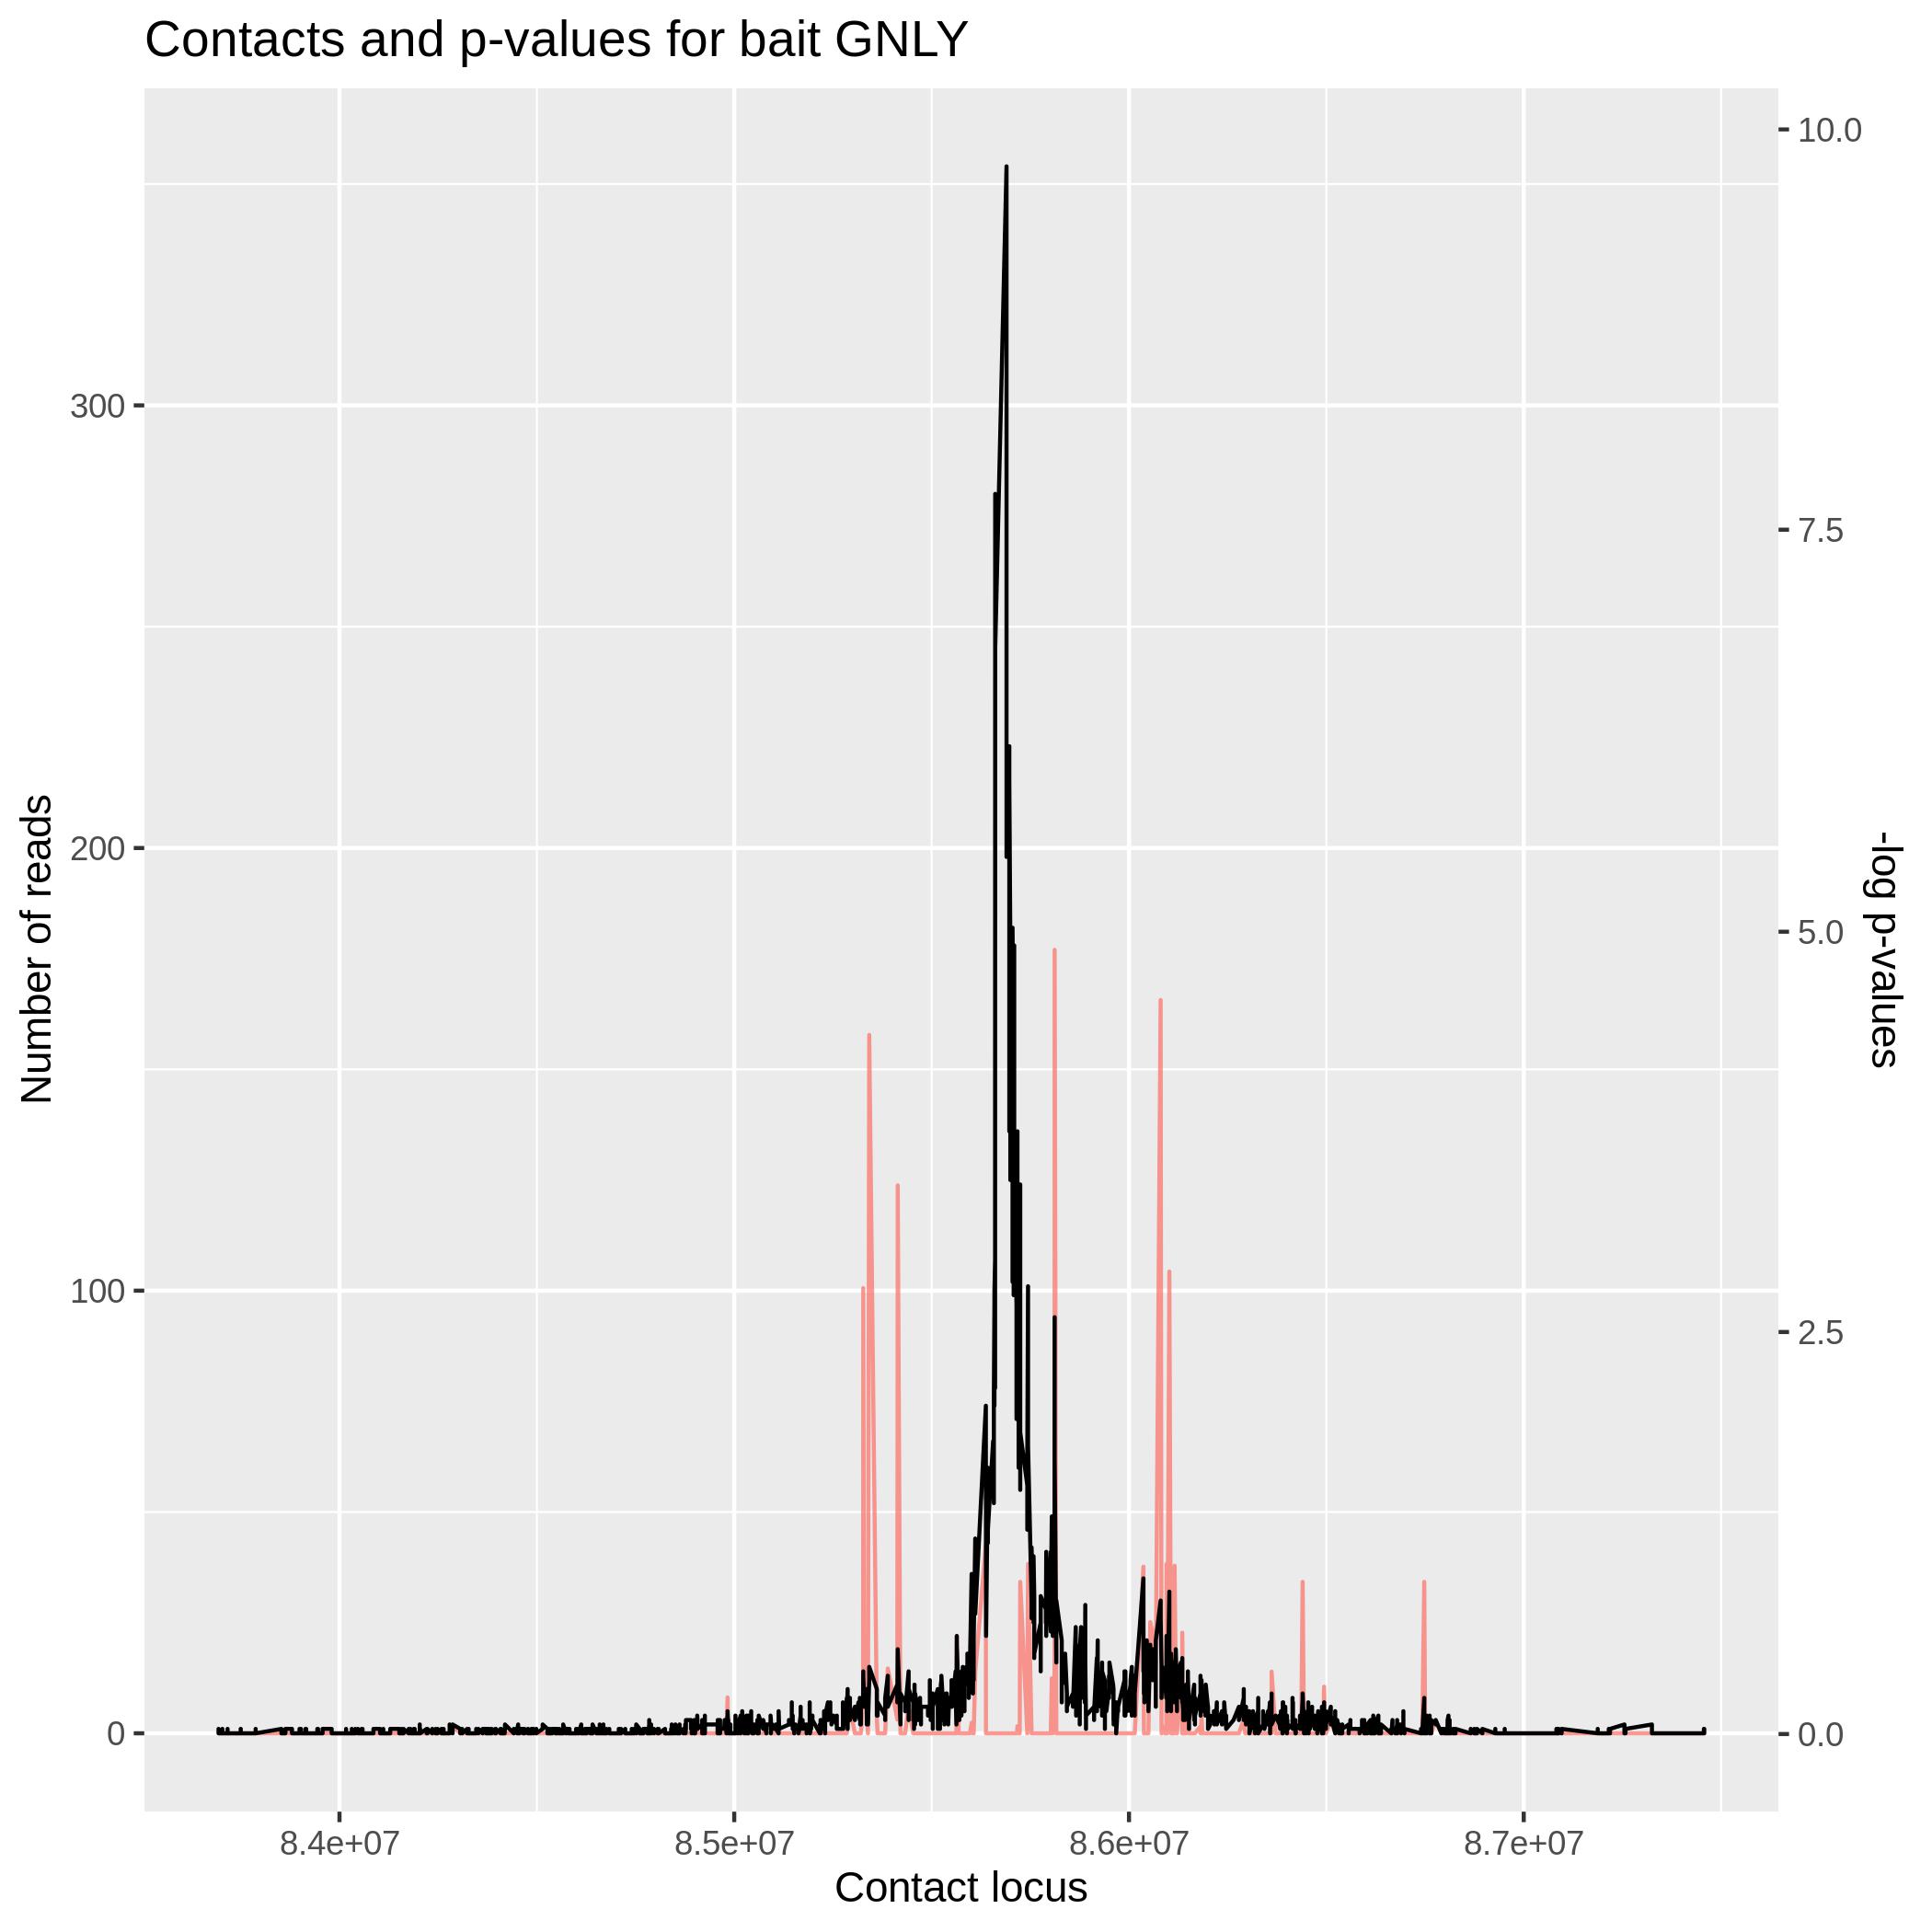 Contacts and p-values for bait GNLY
Number of reads
300
200
100
0
10.0
7.5
5.0
2.5
0.0
-log p-values
8.4e+07
8.5e+07
8.6e+07
8.7e+07
Contact locus